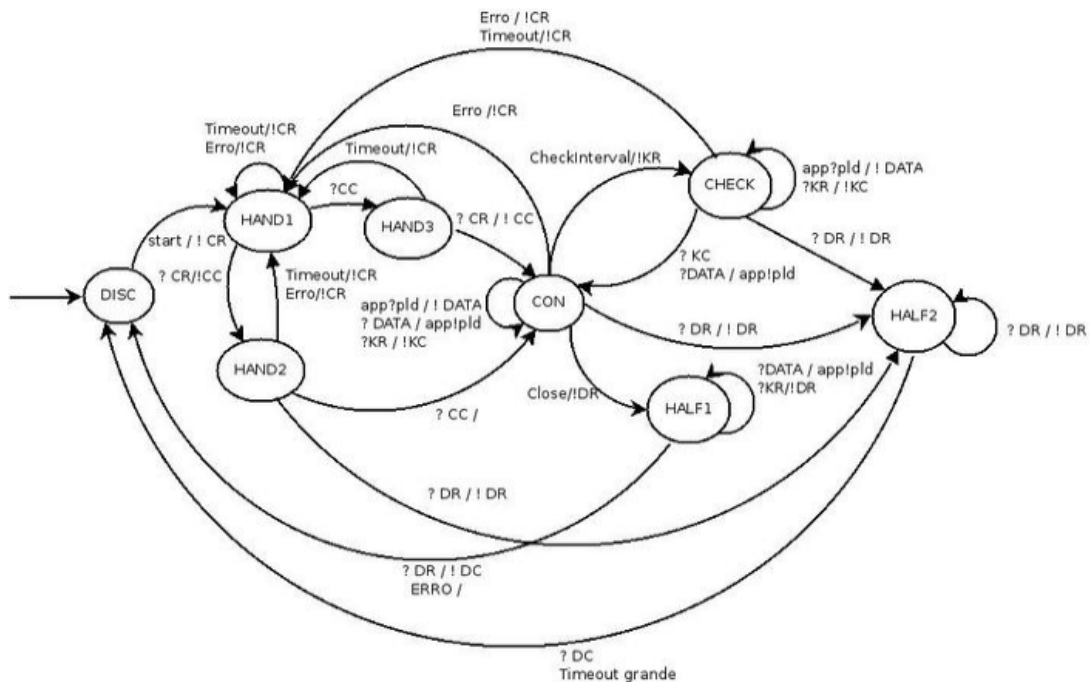 Erro / !CR
Timeout/!CR
Erro /!CR
Timeout/!CR
Erro/!CR
Timeout/!CR
CheckInterval/!KR
app?pld / ! DATA
?KR / !KC
CHECK
?CC
HAND1
HAND3
? CR / ! CC
start / ! CR
? DR / ! DR
? KC
?DATA / app!pld
? CR/!CC
Timeout/!CR
Erro/!CR
DISC
app?pld / ! DATA
? DATA / app!pld
?KR / !KC
CON
HALF2
? DR / ! DR
? DR / ! DR
HAND2
?DATA / app!pld
?KR/!DR
Close/!DR
HALF1
? CC /
? DR / ! DR
? DR / ! DC
ERRO /
? DC
Timeout grande